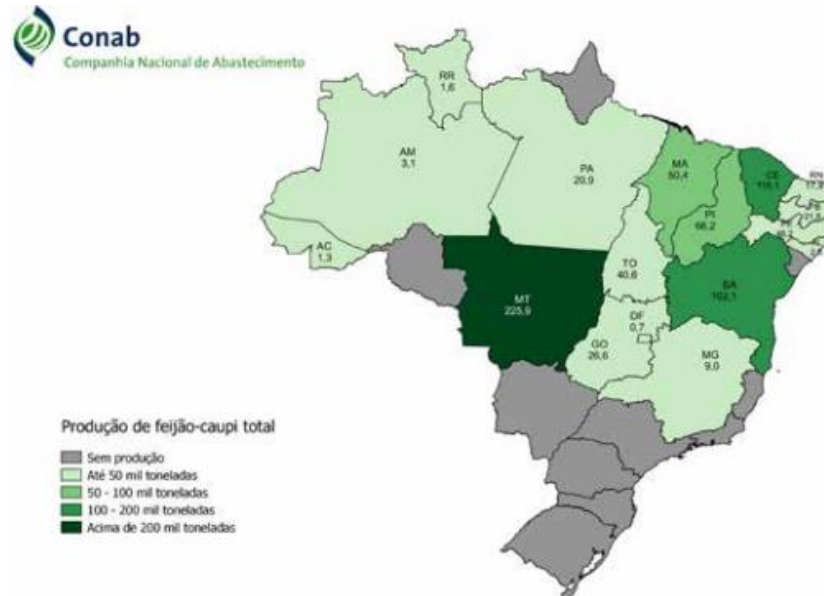 Conab
Companhia Nacional de Abastecimento
RR
1,6
AM
3,1
PA
20,9
MA
50,4
CE
RN
PI
66,2
AC
1,3
TO
40,6
BA
102,1
MT
225,9
DF
0,7
GO
26,6
MG
9,0
Produção de feijão-caupi total
Sem produção
Até 50 mil toneladas
50 - 100 mil toneladas
100 - 200 mil toneladas
Acima de 200 mil toneladas